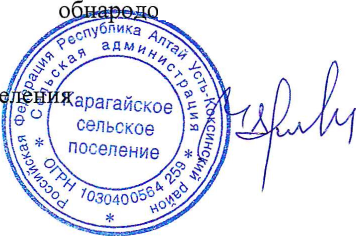 обнародо
еления
Российская Федерация Республика Алтай Усть-Коксинский район
Сельская администрация
Карагайское
сельское
поселение
* ОГРН 1030400564 259 *
*